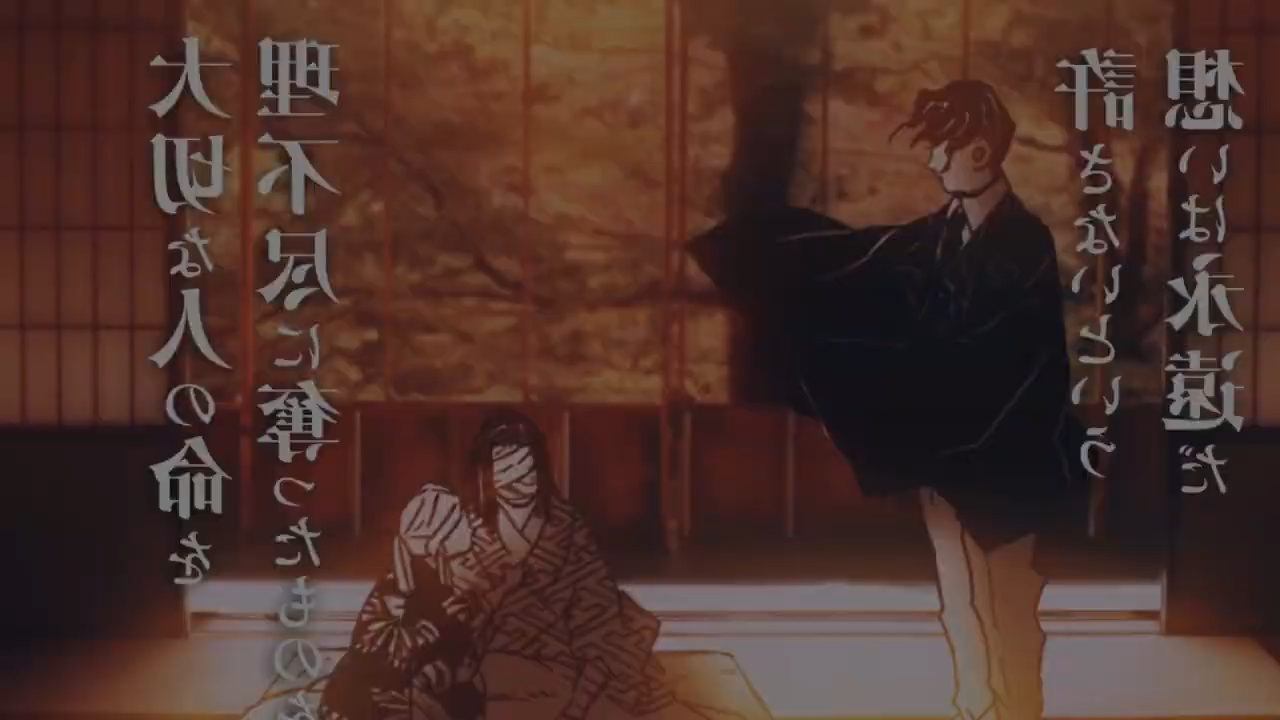 大切な人の命を
理不尽に奪ったものを
許さないという
想いは永遠だ